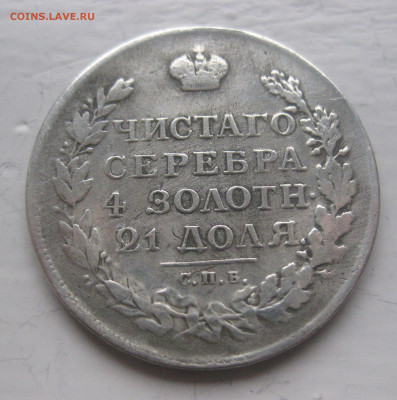 COINS.LAVE.RU
ЧИСТАГО
СЕРЕБРА
4 ЗОЛОТН.
21 ДОЛЯ.
С.П.Б.